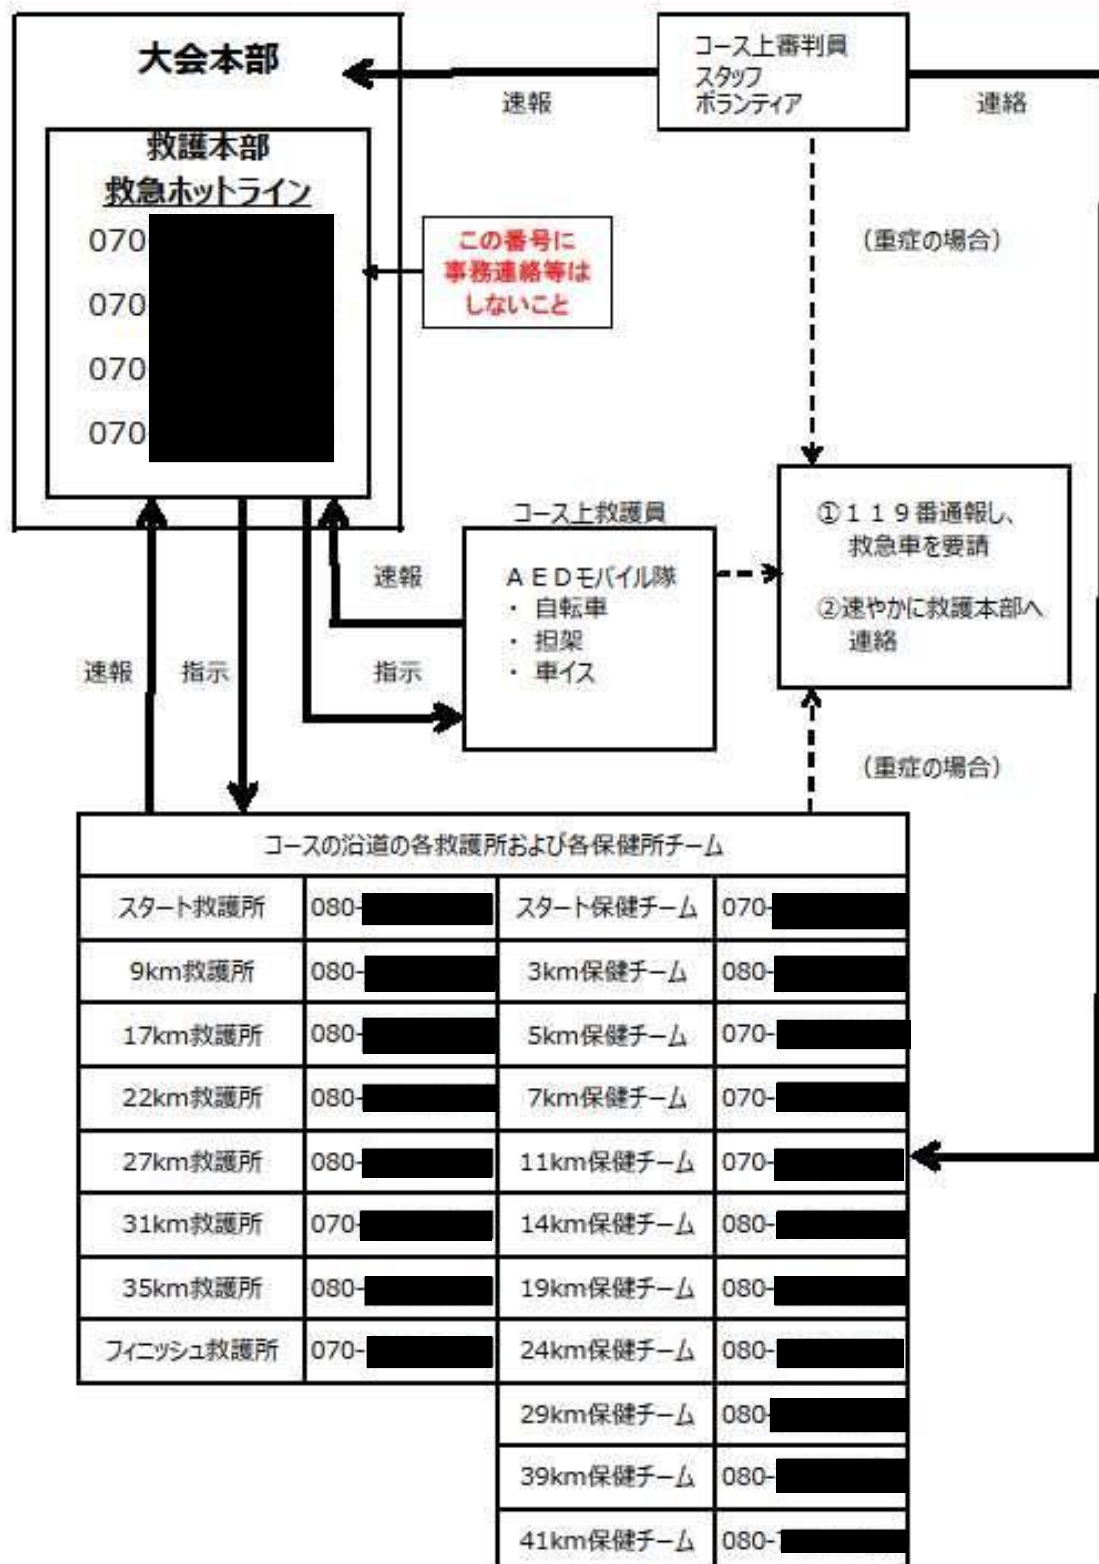 大会本部
救護本部
救急ホットライン
070
070
070
070
この番号に
事務連絡等は
しないこと
コース上審判員
スタッフ
ボランティア
速報
連絡
(重症の場合)
①119番通報し、
救急車を要請
②速やかに救護本部へ
連絡
コース上救護員
AEDモバイル隊
・ 自転車
・ 担架
・ 車イス
速報
指示
速報
指示
(重症の場合)
コースの沿道の各救護所および各保健所チーム
スタート救護所 080- スタート保健チーム 070-
9km救護所 080- 3km保健チーム 080-
17km救護所 080- 5km保健チーム 070-
22km救護所 080- 7km保健チーム 070-
27km救護所 080- 11km保健チーム 070-
31km救護所 070- 14km保健チーム 080-
35km救護所 080- 19km保健チーム 080-
フィニッシュ救護所 070- 24km保健チーム 080-
29km保健チーム 080-
39km保健チーム 080-
41km保健チーム 080-